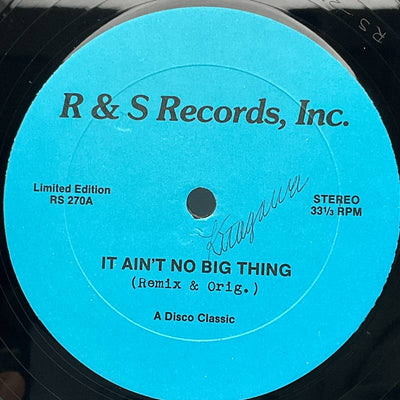 R & S Records, Inc.
Limited Edition
RS 270A
STEREO
33⅓ RPM
Kitagawa
IT AIN'T NO BIG THING
(Remix & Orig.)
A Disco Classic